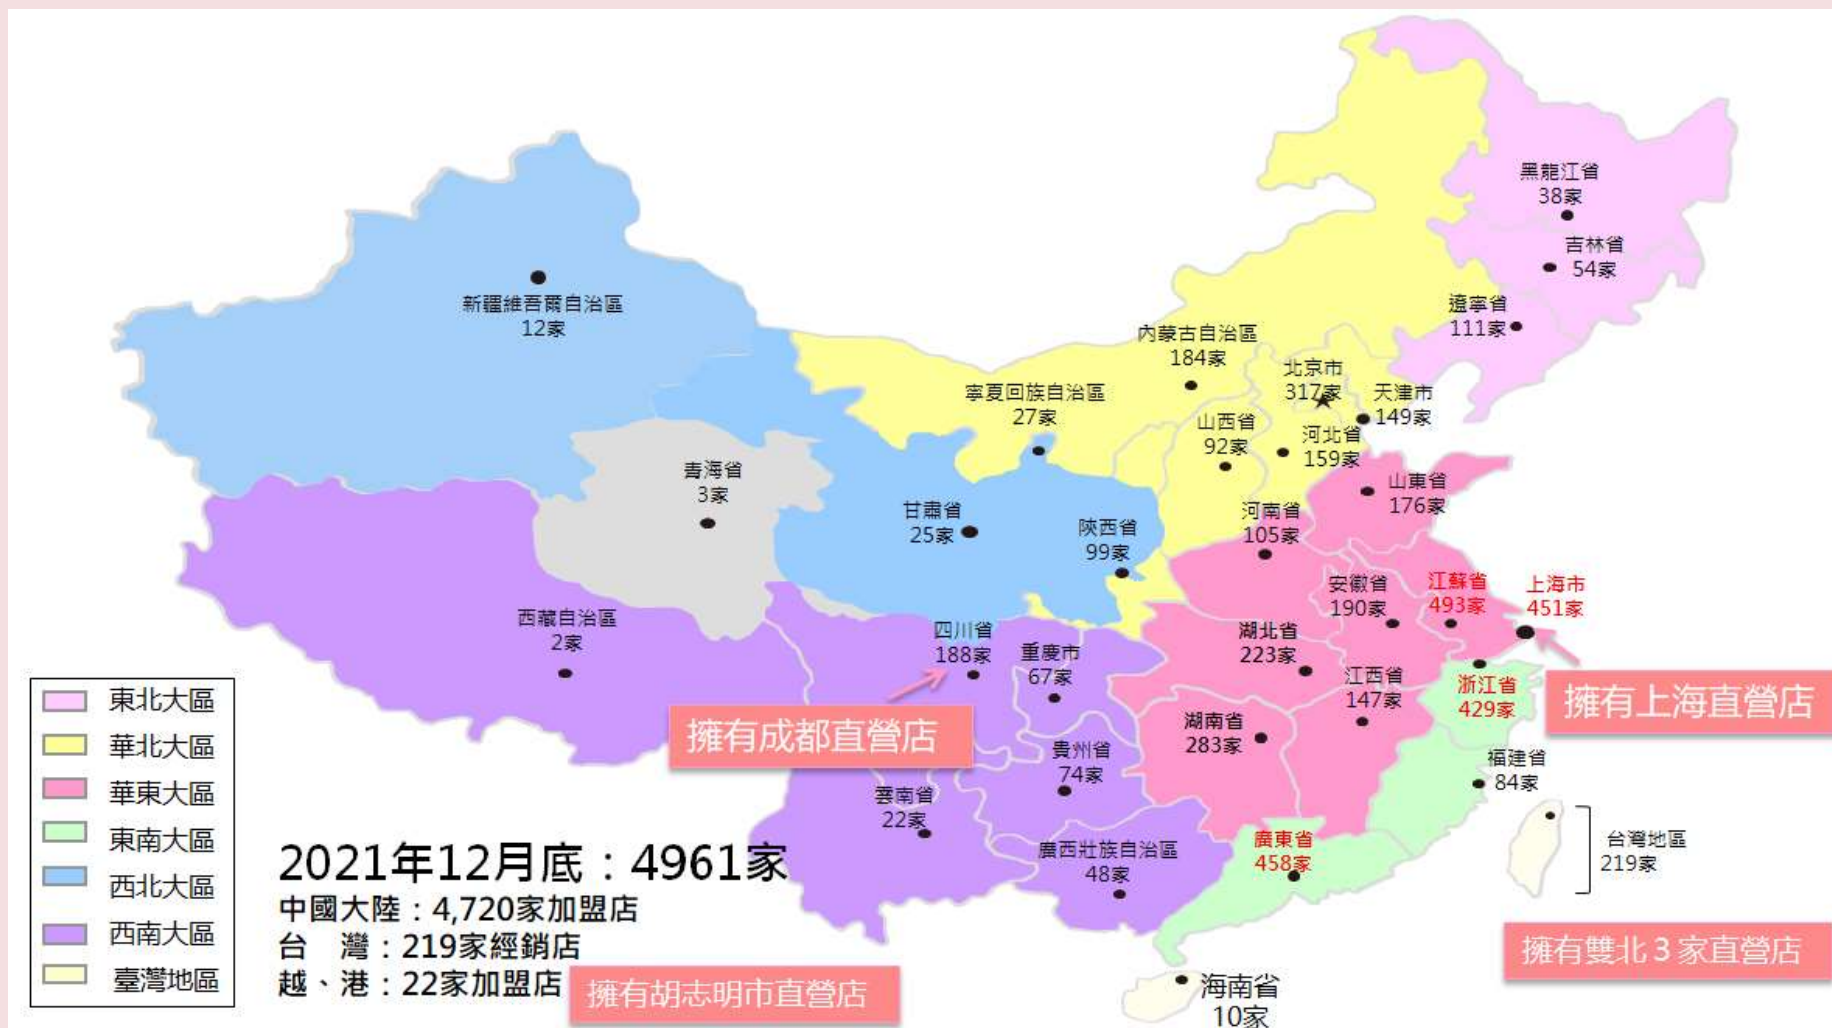 黑龍江省
38家
吉林省
54家
遼寧省
111家
新疆維吾爾自治區
12家
內蒙古自治區
184家
北京市
317家
天津市
149家
寧夏回族自治區
27家
山西省
92家
河北省
159家
青海省
3家
山東省
176家
甘肅省
25家
陝西省
99家
河南省
105家
安徽省
190家
江蘇省
493家
上海市
451家
西藏自治區
2家
四川省
188家
重慶市
67家
湖北省
223家
江西省
147家
浙江省
429家
擁有上海直營店
擁有成都直營店
湖南省
283家
貴州省
74家
福建省
84家
雲南省
22家
廣西壯族自治區
48家
廣東省
458家
台灣地區
219家
東北大區
華北大區
華東大區
東南大區
西北大區
西南大區
臺灣地區
2021年12月底：4961家
中國大陸：4,720家加盟店
台　灣：219家經銷店
越、港：22家加盟店
擁有胡志明市直營店
擁有雙北 3 家直營店
海南省
10家